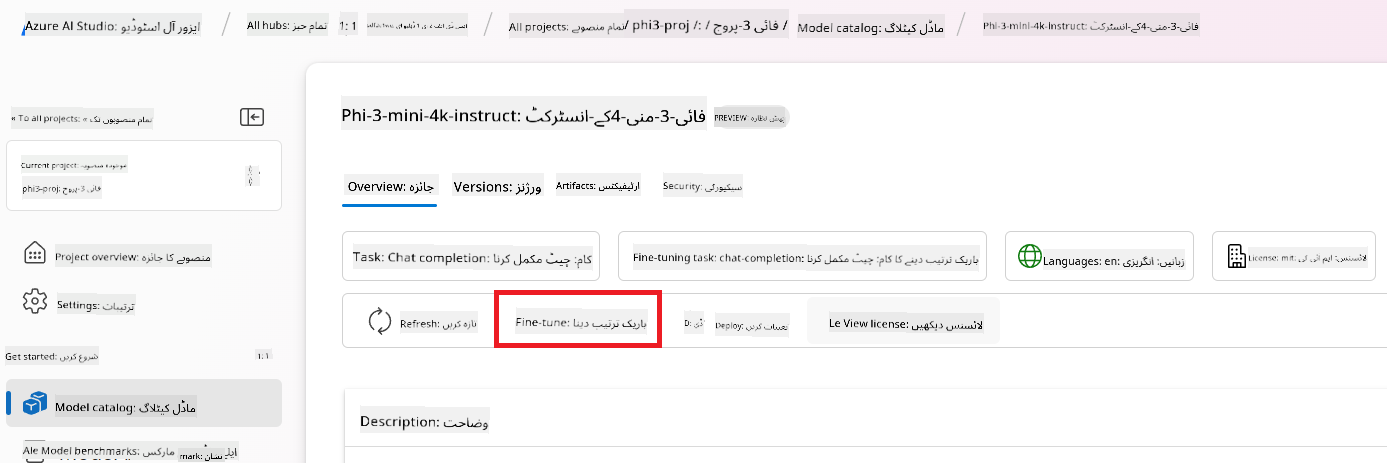 Azure AI Studio: ایزور آل اسٹوڈیو / All hubs: تمام حبز 1: 1 / All projects: تمام منصوبے / phi3-proj /: / فائی 3-پروج / Model catalog: ماڈل کیٹلاگ / Phi-3-mini-4k-instruct: فائی-3-منی-4کے-انسٹرکٹ
« To all projects: » تمام منصوبوں تک
Phi-3-mini-4k-instruct: فائی-3-منی-4کے-انسٹرکٹ PREVIEW: پیش نظارہ
Current project: موجودہ منصوبہ
phi3-proj: فائی 3-پروج
Overview: جائزہ Versions: ورژنز Artifacts: آرٹیفیکٹس Security: سیکیورٹی
Project overview: منصوبے کا جائزہ
Task: Chat completion: کام: چیٹ مکمل کرنا Fine-tuning task: chat-completion: باریک ترتیب دینے کا کام: چیٹ مکمل کرنا Languages: en: زبانیں: انگریزی License: mit: لائسنس: ایم آئی ٹی
Settings: ترتیبات
Refresh: تازہ کریں Fine-tune: باریک ترتیب دینا D: ڈی Deploy: تعینات کریں Le View license: لائسنس دیکھیں
Get started: شروع کریں 1: 1
Model catalog: ماڈل کیٹلاگ
Description: وضاحت
Ale Model benchmarks: مارکس mark: